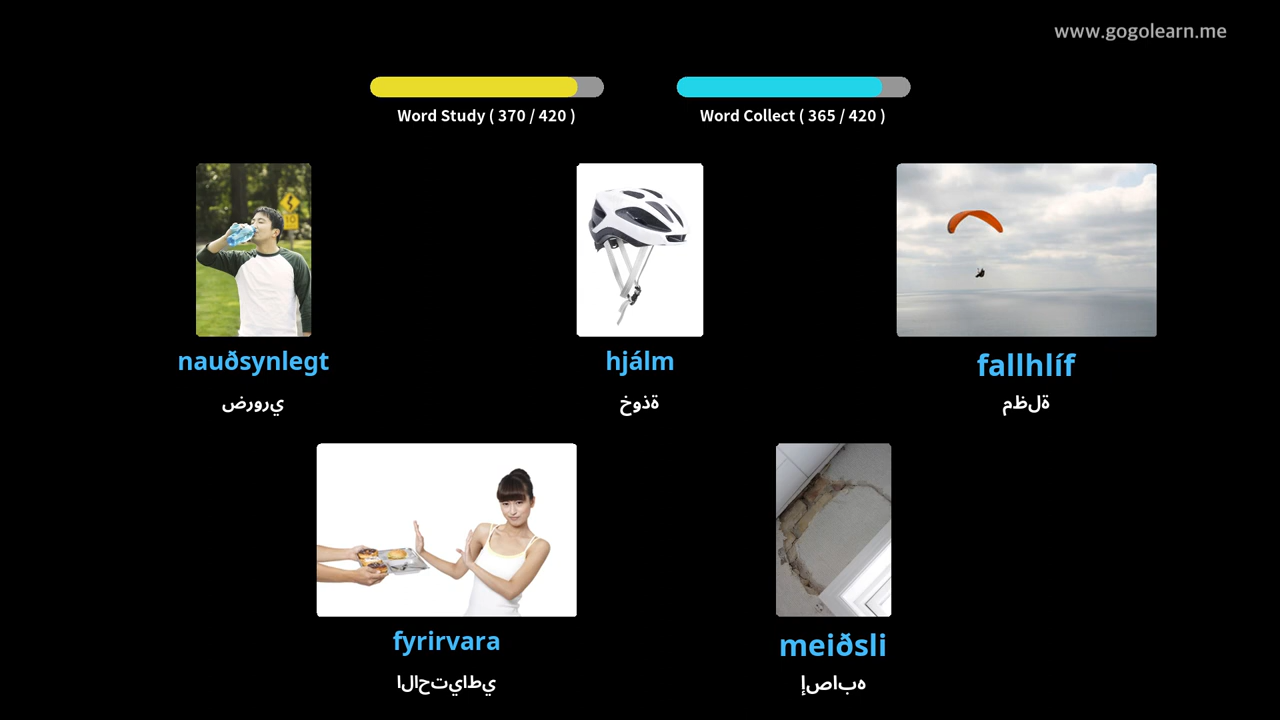 www.gogolearn.me
Word Study ( 370 / 420 )
Word Collect ( 365 / 420 )
nauðsynlegt
ضروري
hjálm
خوذة
fallhlíf
مظلة
fyrirvara
الاحتياطي
meiðsli
إصابه